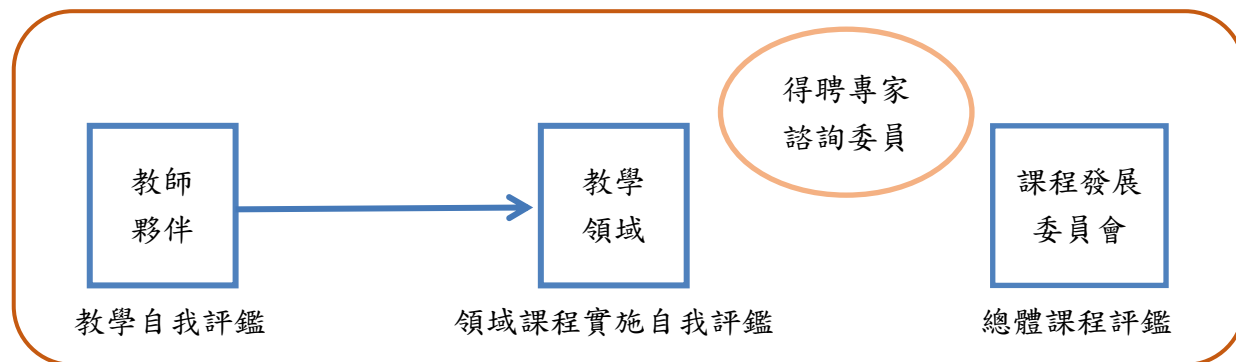 得聘專家
諮詢委員
教師
夥伴
教學
領域
課程發展
委員會
教學自我評鑑
領域課程實施自我評鑑
總體課程評鑑